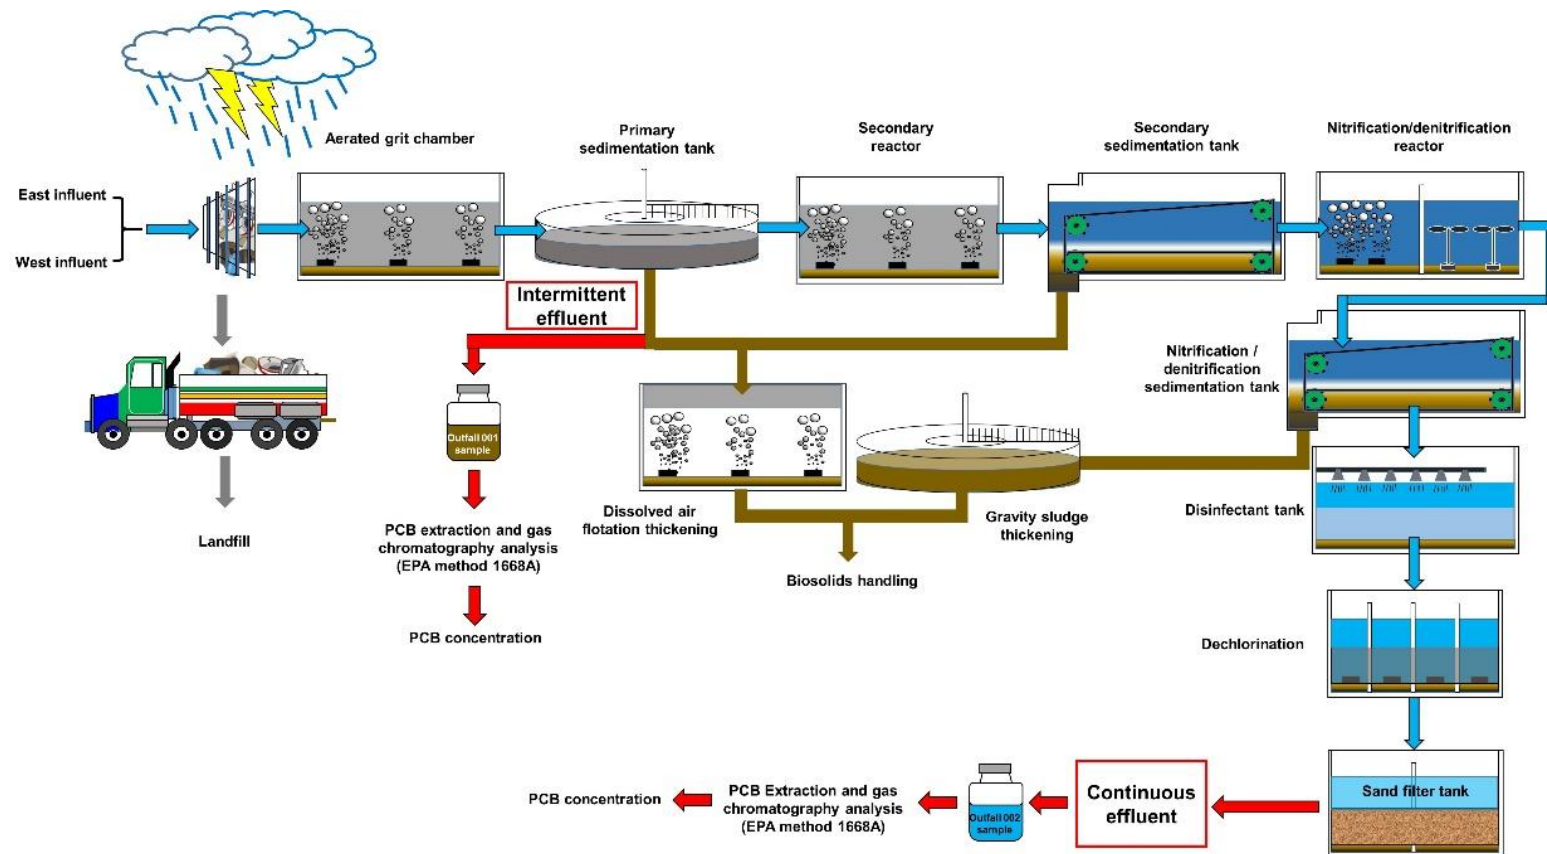 Aerated grit chamber
Primary
sedimentation tank
Secondary
reactor
Secondary
sedimentation tank
Nitrification/denitrification
reactor
East influent
West influent
Intermittent
effluent
Nitrification /
denitrification
sedimentation tank
Outfall 001
sample
Landfill
PCB extraction and gas
chromatography analysis
(EPA method 1668A)
PCB concentration
Dissolved air
flotation thickening
Gravity sludge
thickening
Biosolids handling
Disinfectant tank
Dechlorination
Sand filter tank
Continuous
effluent
Outfall 002
sample
PCB Extraction and gas
chromatography analysis
(EPA method 1668A)
PCB concentration